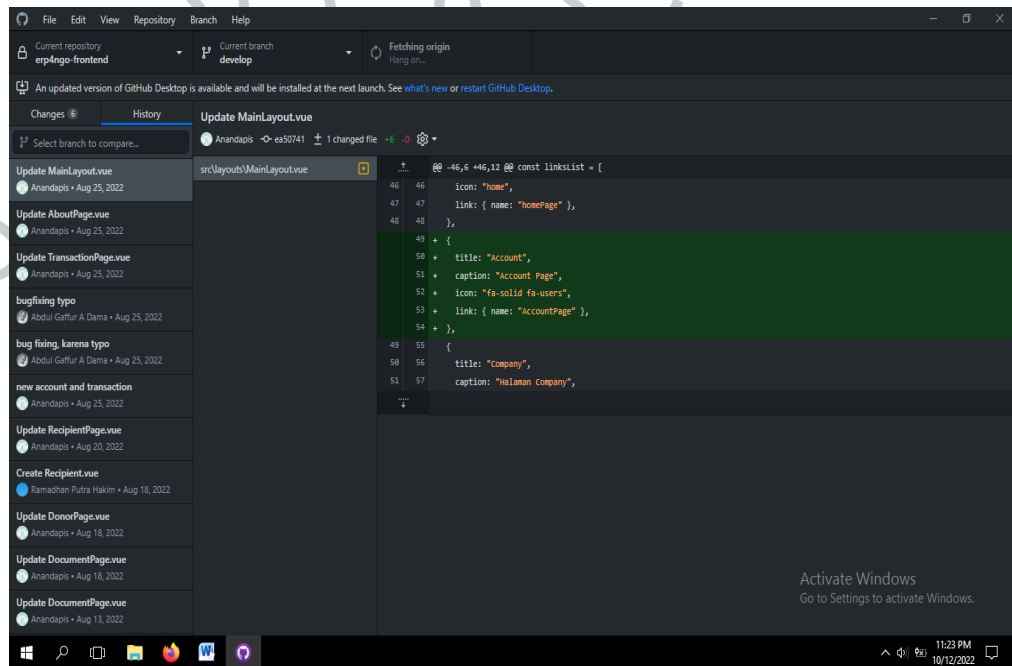 File Edit View Repository Branch Help
Current repository
erp4ngo-frontend
Current branch
develop
Fetching origin
Hang on...
An updated version of GitHub Desktop is available and will be installed at the next launch. See what's new or restart GitHub Desktop.
Changes 6 History
Select branch to compare...
Update MainLayout.vue
Anandapis • Aug 25, 2022
Update AboutPage.vue
Anandapis • Aug 25, 2022
Update TransactionPage.vue
Anandapis • Aug 25, 2022
bugfixing typo
Abdul Gaffur A Dama • Aug 25, 2022
bug fixing, karena typo
Abdul Gaffur A Dama • Aug 25, 2022
new account and transaction
Anandapis • Aug 25, 2022
Update RecipientPage.vue
Anandapis • Aug 20, 2022
Create Recipient.vue
Ramadhan Putra Hakim • Aug 18, 2022
Update DonorPage.vue
Anandapis • Aug 18, 2022
Update DocumentPage.vue
Anandapis • Aug 18, 2022
Update DocumentPage.vue
Anandapis • Aug 13, 2022
Update MainLayout.vue
Anandapis ea50741 1 changed file +6 -0
src\layouts\MainLayout.vue
@@ -46,6 +46,12 @@ const linksList = [
46 46 icon: "home",
47 47 link: { name: "homePage" },
48 48 },
49 + {
50 + title: "Account",
51 + caption: "Account Page",
52 + icon: "fa-solid fa-users",
53 + link: { name: "AccountPage" },
54 + },
49 55 {
50 56 title: "Company",
51 57 caption: "Halaman Company",
Activate Windows
Go to Settings to activate Windows.
11:23 PM
10/12/2022